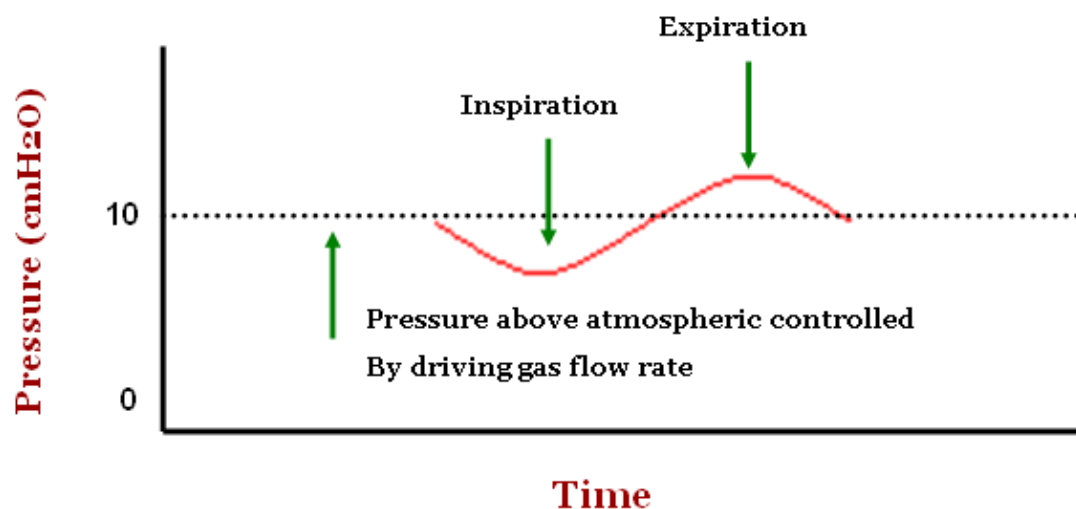 Expiration
Inspiration
Pressure (cmH2O)
10
Pressure above atmospheric controlled
By driving gas flow rate
0
Time